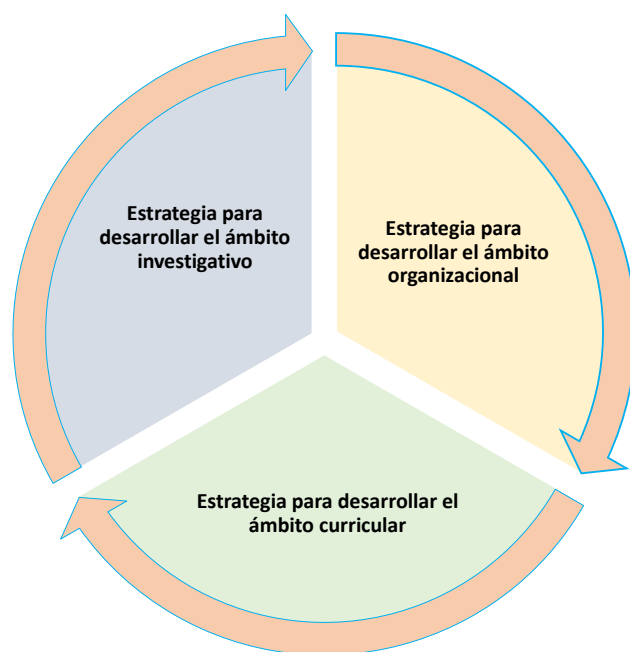 Estrategia para
desarrollar el ámbito
investigativo
Estrategia para
desarrollar el ámbito
organizacional
Estrategia para desarrollar el
ámbito curricular